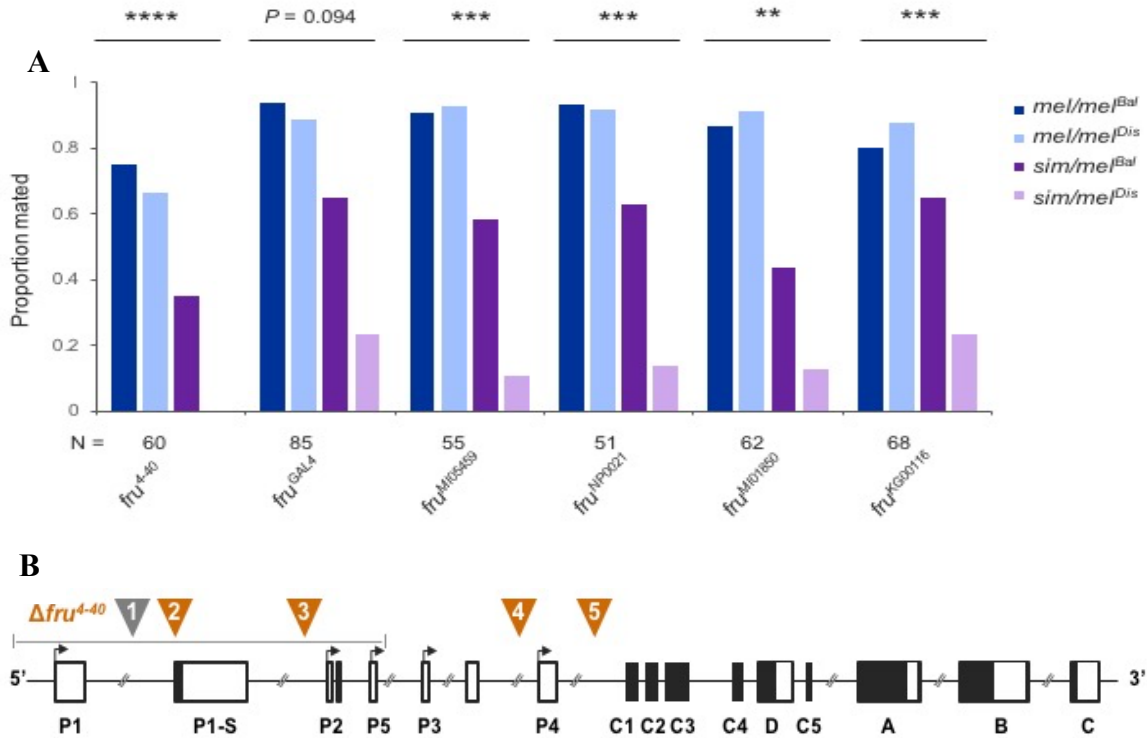 **** P = 0.094 *** *** ** ***
A
Proportion mated
1
0.8
0.6
0.4
0.2
0
mel/mel^Bal
mel/mel^Dis
sim/mel^Bal
sim/mel^Dis
N = 60 85 55 51 62 68
fru^4-40 fru^GAL4 fru^MI05459 fru^NP0021 fru^MI01850 fru^KG00116
B
Δfru^4-40 1 2 3 4 5
5' 3'
P1 P1-S P2 P5 P3 P4 C1 C2 C3 C4 D C5 A B C